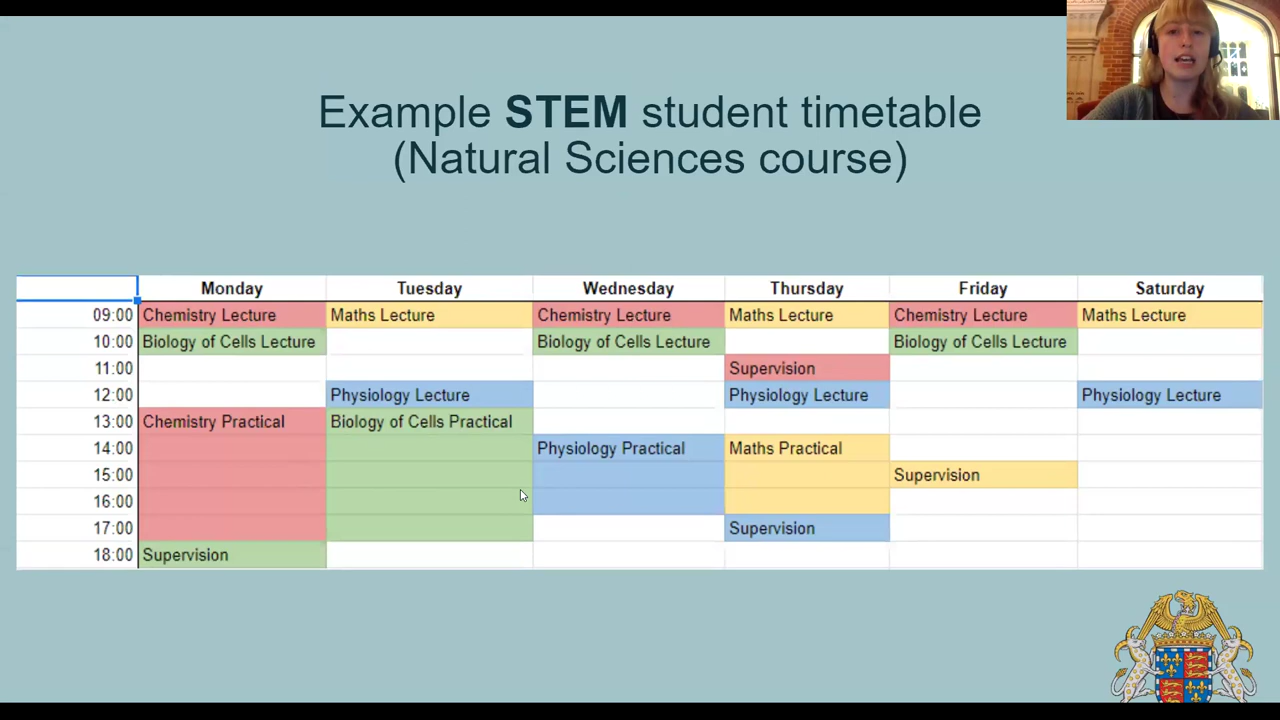 Example STEM student timetable
(Natural Sciences course)
Monday Tuesday Wednesday Thursday Friday Saturday
09:00 Chemistry Lecture Maths Lecture Chemistry Lecture Maths Lecture Chemistry Lecture Maths Lecture
10:00 Biology of Cells Lecture Biology of Cells Lecture Biology of Cells Lecture
11:00 Supervision
12:00 Physiology Lecture Physiology Lecture Physiology Lecture
13:00 Chemistry Practical Biology of Cells Practical
14:00 Physiology Practical Maths Practical
15:00 Supervision
16:00
17:00 Supervision
18:00 Supervision